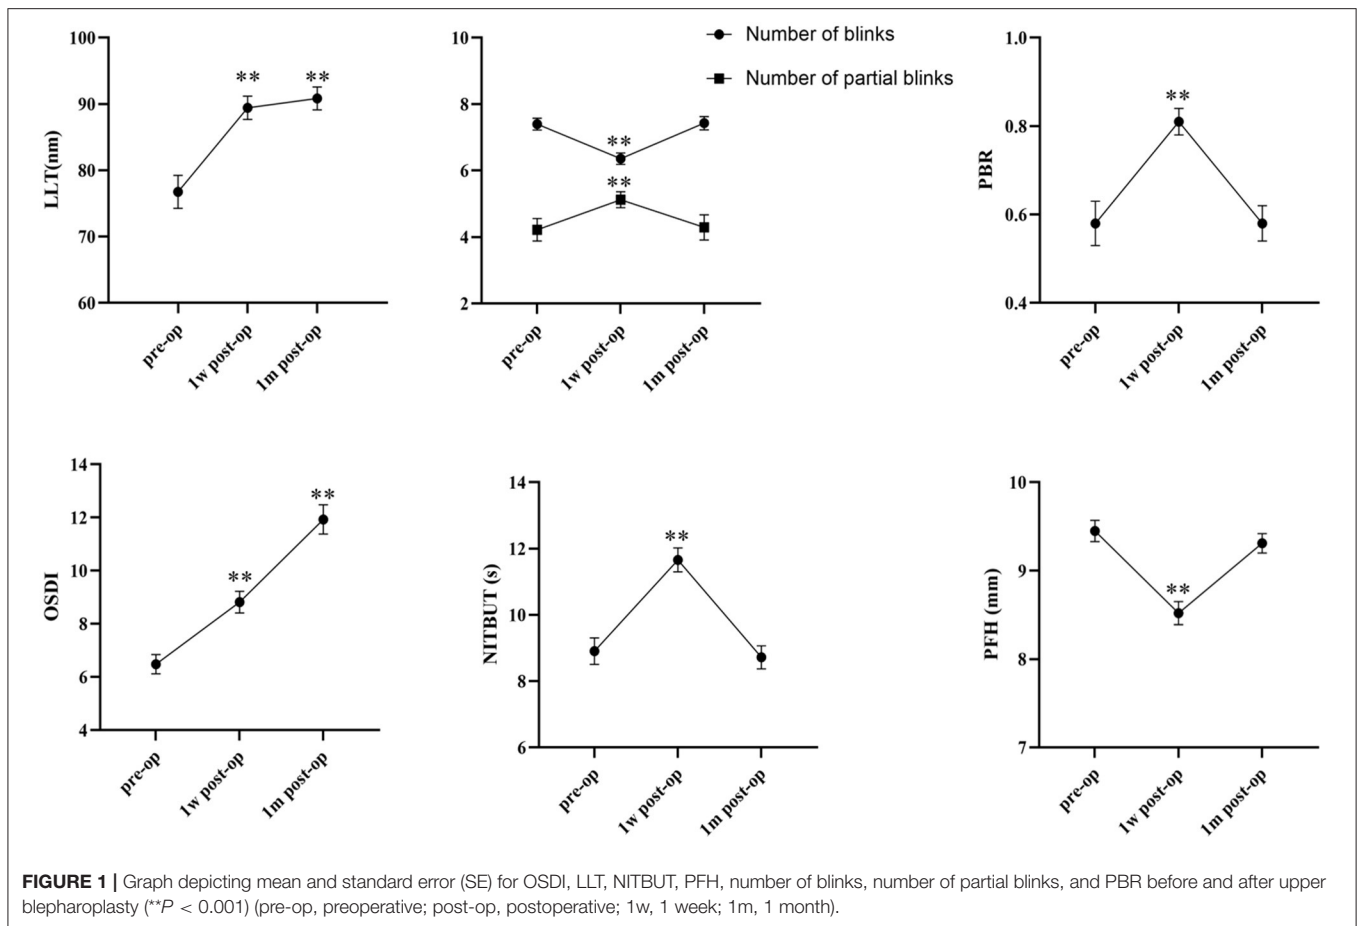 LLT(nm)
100
90
80
70
60
**
**
pre-op
1w post-op
1m post-op
Number of blinks
Number of partial blinks
10
8
6
4
2
**
**
pre-op
1w post-op
1m post-op
PBR
1.0
0.8
0.6
0.4
**
pre-op
1w post-op
1m post-op
OSDI
14
12
10
8
6
4
**
**
pre-op
1w post-op
1m post-op
NITBUT (s)
14
12
10
8
6
**
pre-op
1w post-op
1m post-op
PFH (mm)
10
9
8
7
**
pre-op
1w post-op
1m post-op
FIGURE 1 | Graph depicting mean and standard error (SE) for OSDI, LLT, NITBUT, PFH, number of blinks, number of partial blinks, and PBR before and after upper
blepharoplasty (**P < 0.001) (pre-op, preoperative; post-op, postoperative; 1w, 1 week; 1m, 1 month).